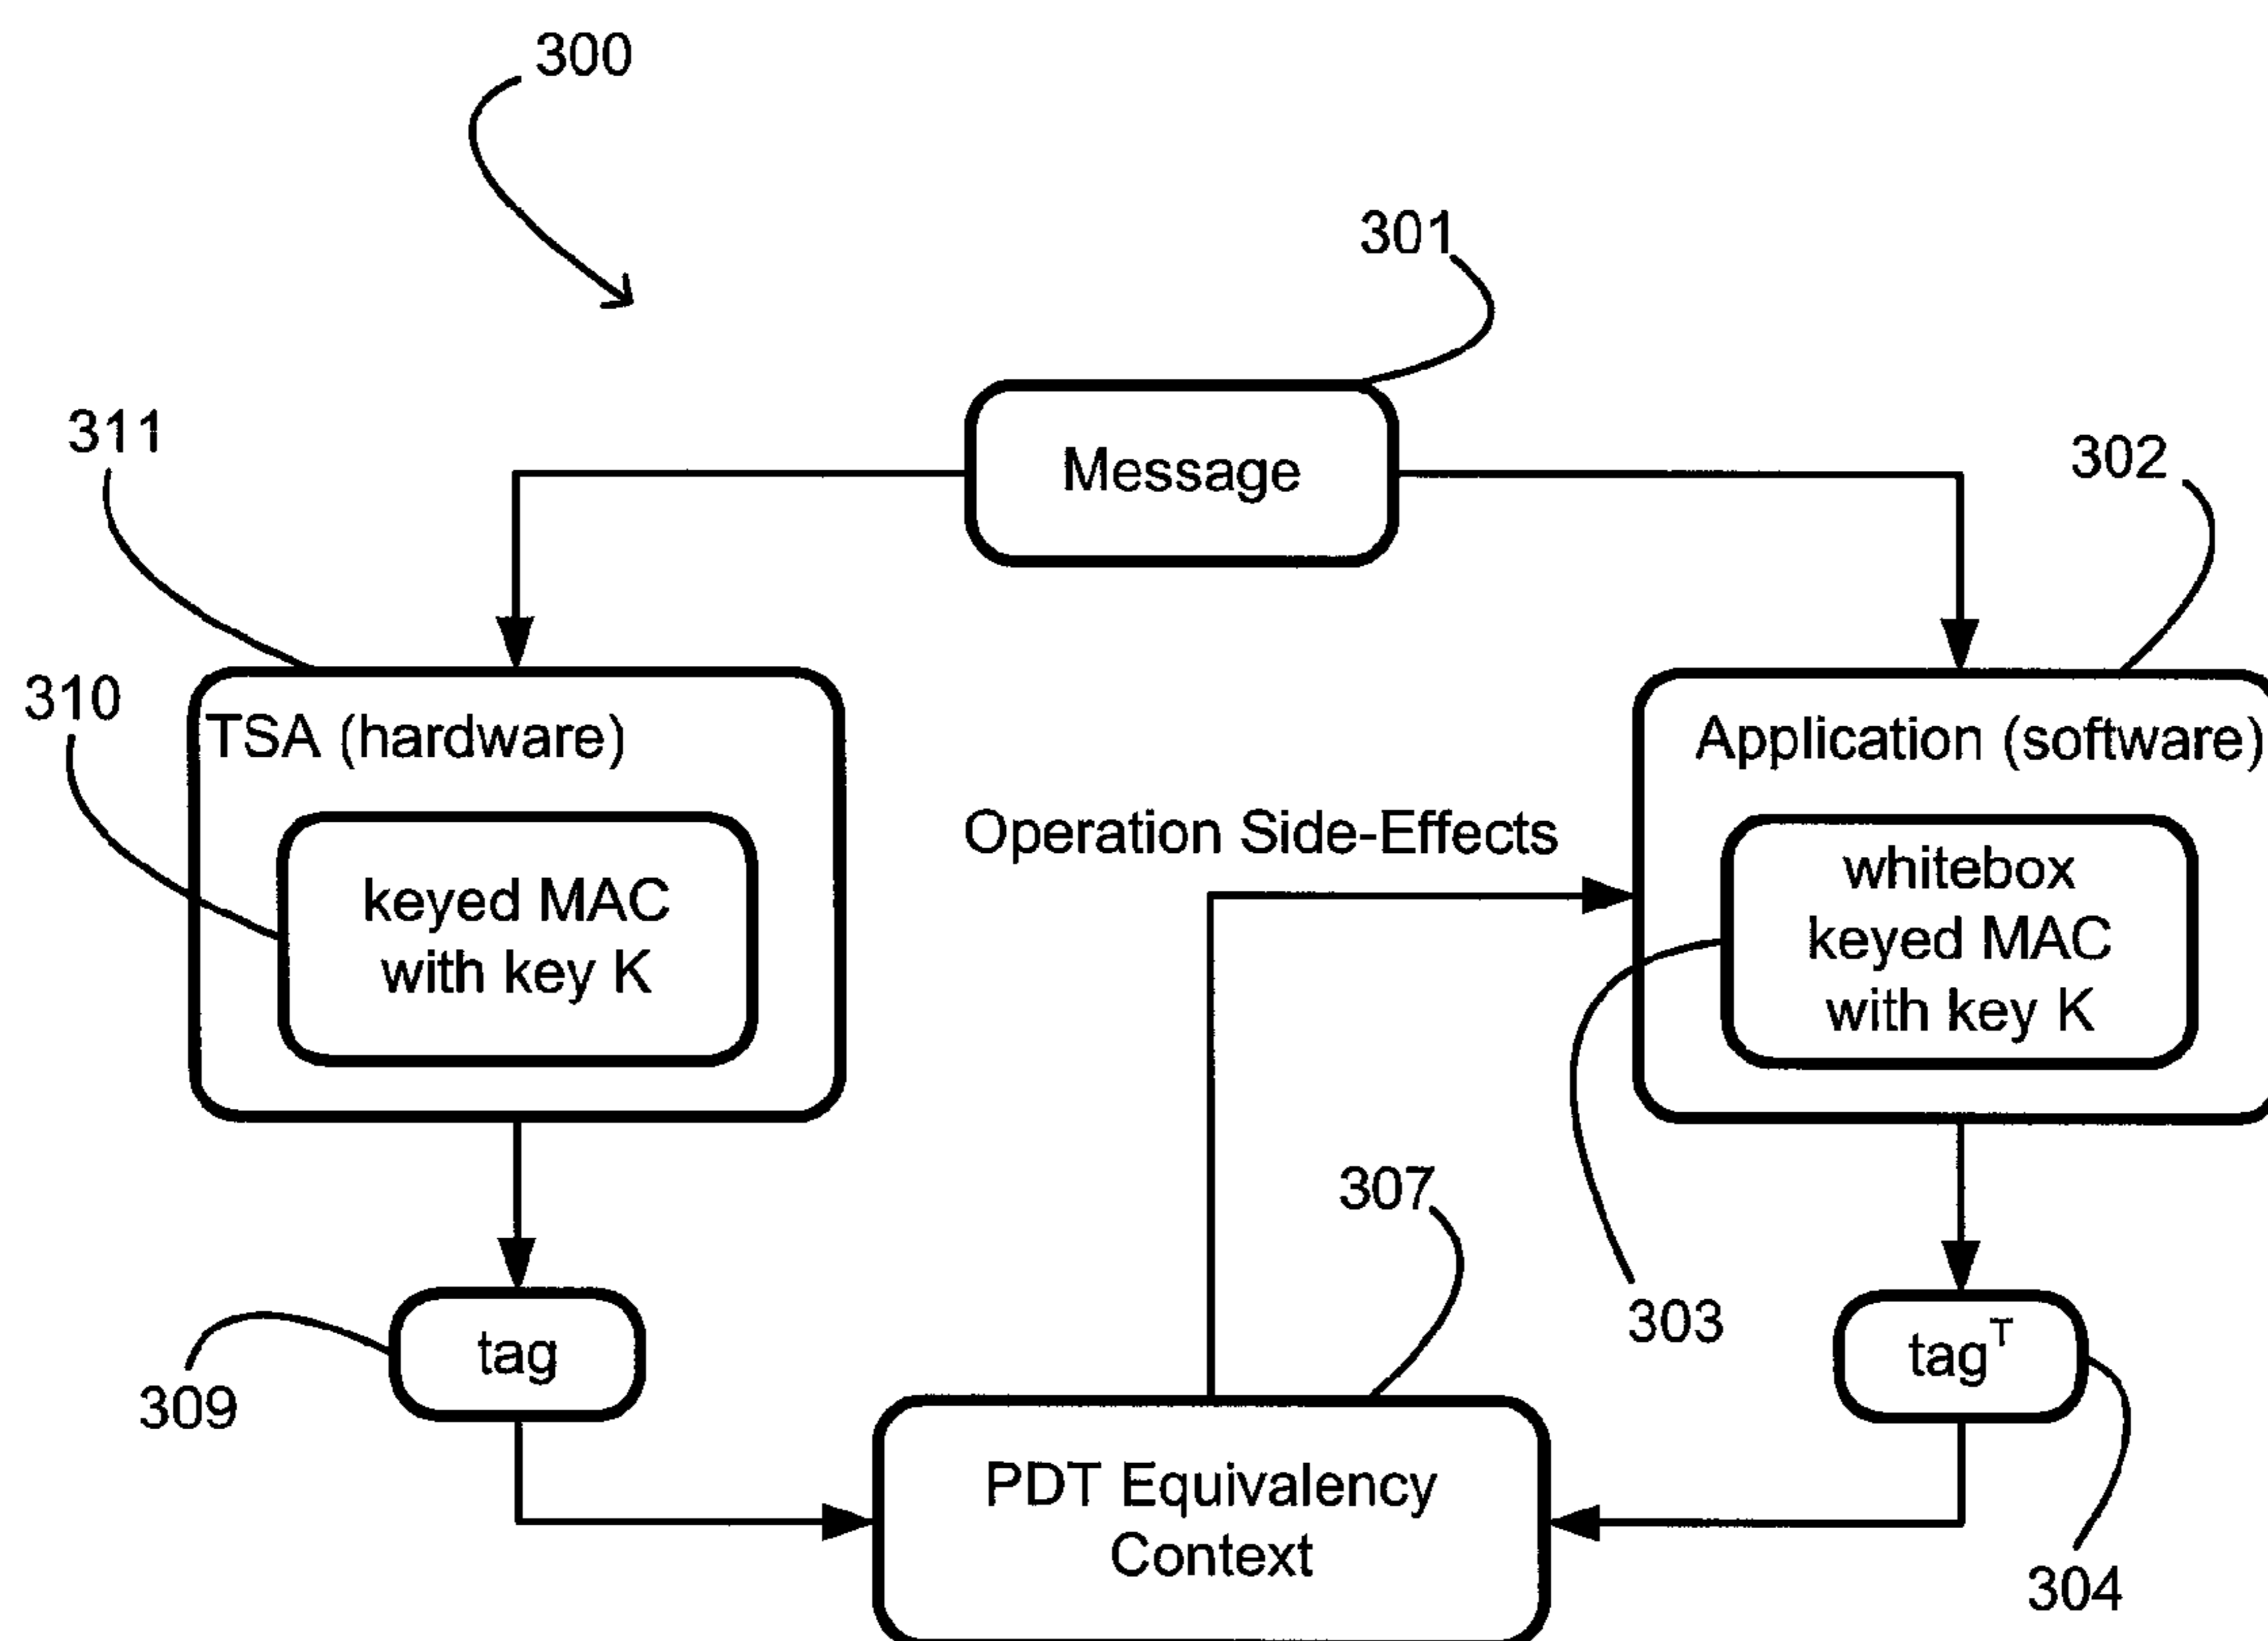 300
301
311
Message
302
310
TSA (hardware)
Application (software)
Operation Side-Effects
keyed MAC
with key K
whitebox
keyed MAC
with key K
307
303
tag
tagᵀ
309
PDT Equivalency
Context
304